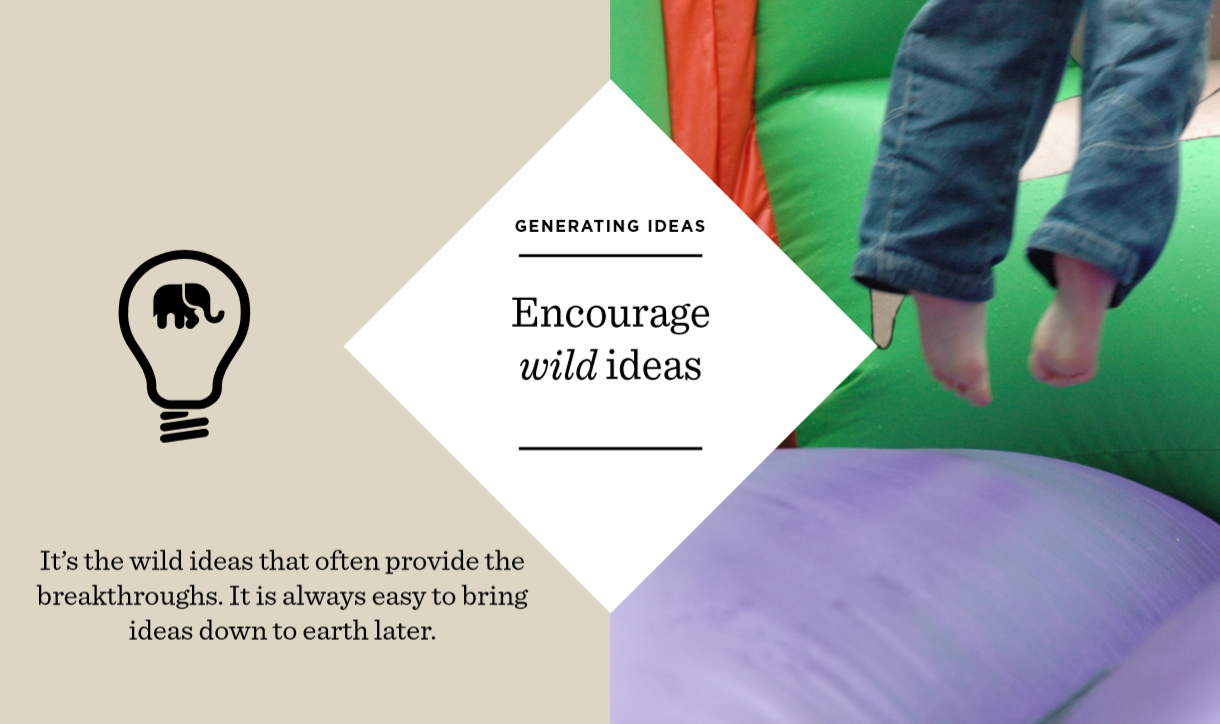 GENERATING IDEAS
Encourage
wild ideas
It’s the wild ideas that often provide the
breakthroughs. It is always easy to bring
ideas down to earth later.